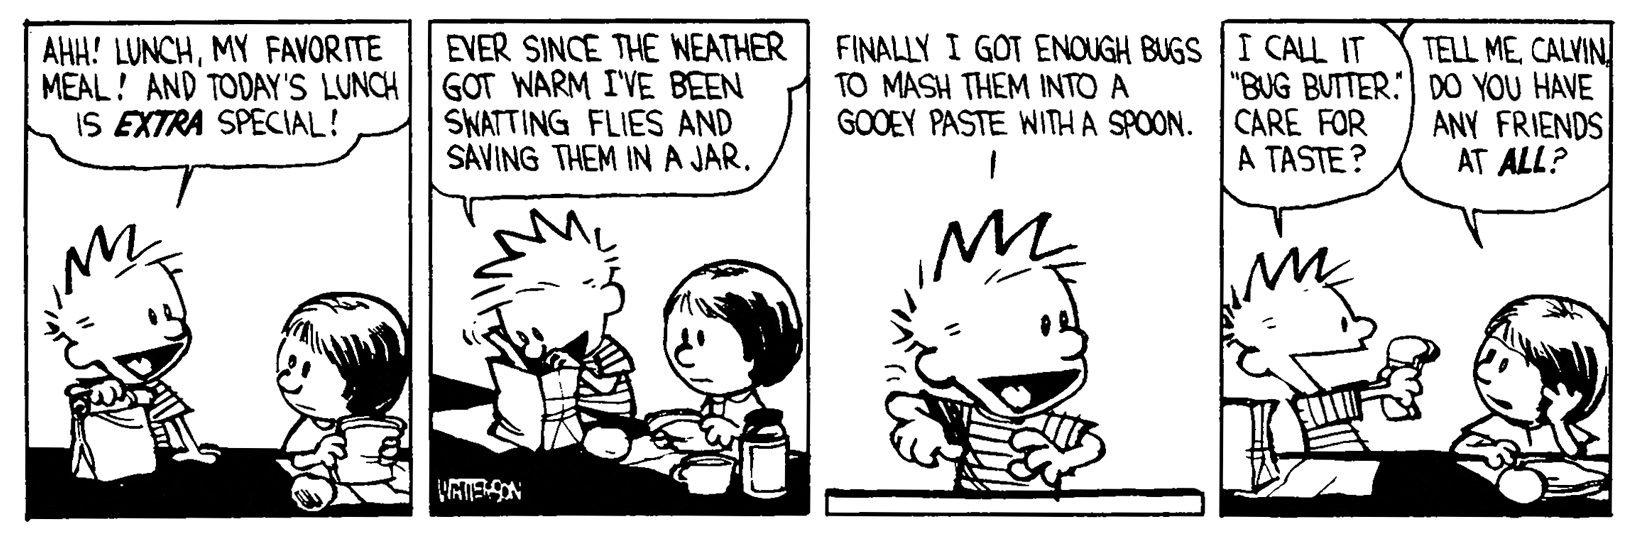 AHH! LUNCH, MY FAVORITE
MEAL! AND TODAY'S LUNCH
IS EXTRA SPECIAL!
EVER SINCE THE WEATHER
GOT WARM I'VE BEEN
SWATTING FLIES AND
SAVING THEM IN A JAR.
WATTERSON
FINALLY I GOT ENOUGH BUGS
TO MASH THEM INTO A
GOOEY PASTE WITH A SPOON.
I CALL IT
"BUG BUTTER."
CARE FOR
A TASTE?
TELL ME, CALVIN,
DO YOU HAVE
ANY FRIENDS
AT ALL?